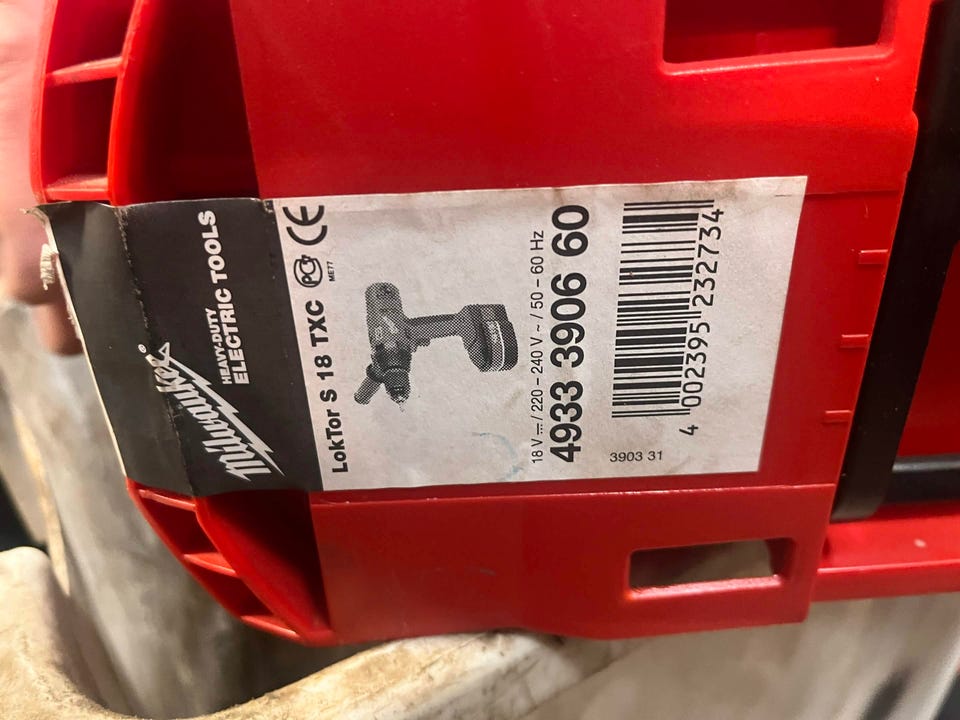 Milwaukee®
HEAVY-DUTY
ELECTRIC TOOLS
LokTor S 18 TXC
CE
ME77
18 V ⎓ / 220 – 240 V ~ / 50 – 60 Hz
4933 3906 60
3903 31
4 002395 232734